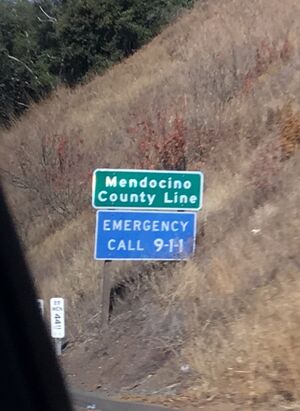 Mendocino
County Line
EMERGENCY
CALL 9-1-1